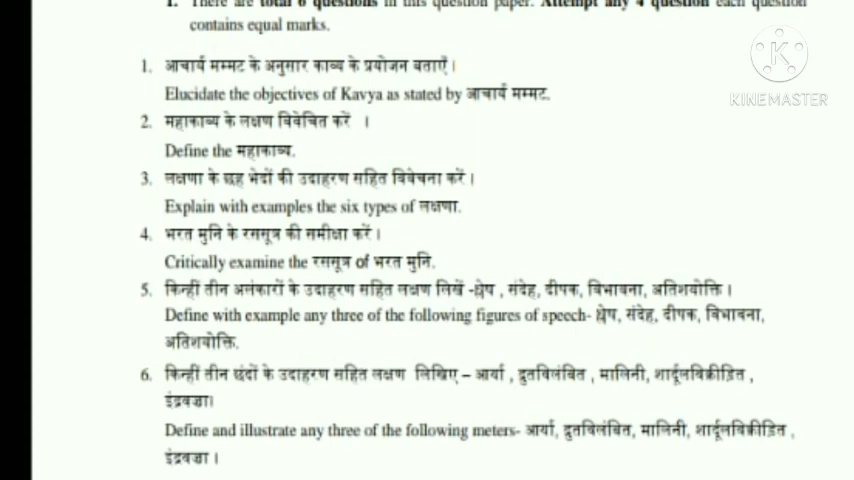 1. There are total 6 questions in this question paper. Attempt any 4 question each question
contains equal marks.
KINEMASTER
1. आचार्य मम्मट के अनुसार काव्य के प्रयोजन बताएँ।
Elucidate the objectives of Kavya as stated by आचार्य मम्मट.
2. महाकाव्य के लक्षण विवेचित करें ।
Define the महाकाव्य.
3. लक्षणा के छह भेदों की उदाहरण सहित विवेचना करें।
Explain with examples the six types of लक्षणा.
4. भरत मुनि के रससूत्र की समीक्षा करें।
Critically examine the रससूत्र of भरत मुनि.
5. किन्हीं तीन अलंकारों के उदाहरण सहित लक्षण लिखें -श्लेष , संदेह, दीपक, विभावना, अतिशयोक्ति।
Define with example any three of the following figures of speech- श्लेष, संदेह, दीपक, विभावना,
अतिशयोक्ति.
6. किन्हीं तीन छंदों के उदाहरण सहित लक्षण लिखिए – आर्या , द्रुतविलंबित , मालिनी, शार्दूलविक्रीडित ,
इंद्रवज्रा।
Define and illustrate any three of the following meters- आर्या, द्रुतविलंबित, मालिनी, शार्दूलविक्रीडित ,
इंद्रवज्रा ।